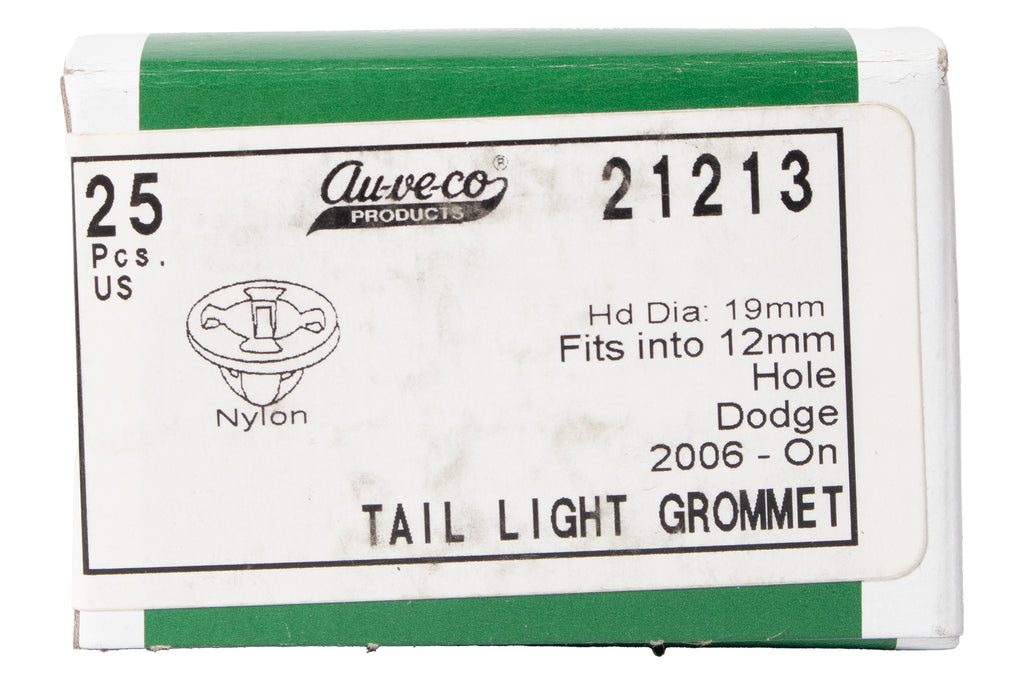 25
Pcs.
US
au-ve-co®
PRODUCTS
21213
Nylon
Hd Dia: 19mm
Fits into 12mm
Hole
Dodge
2006 - On
TAIL LIGHT GROMMET